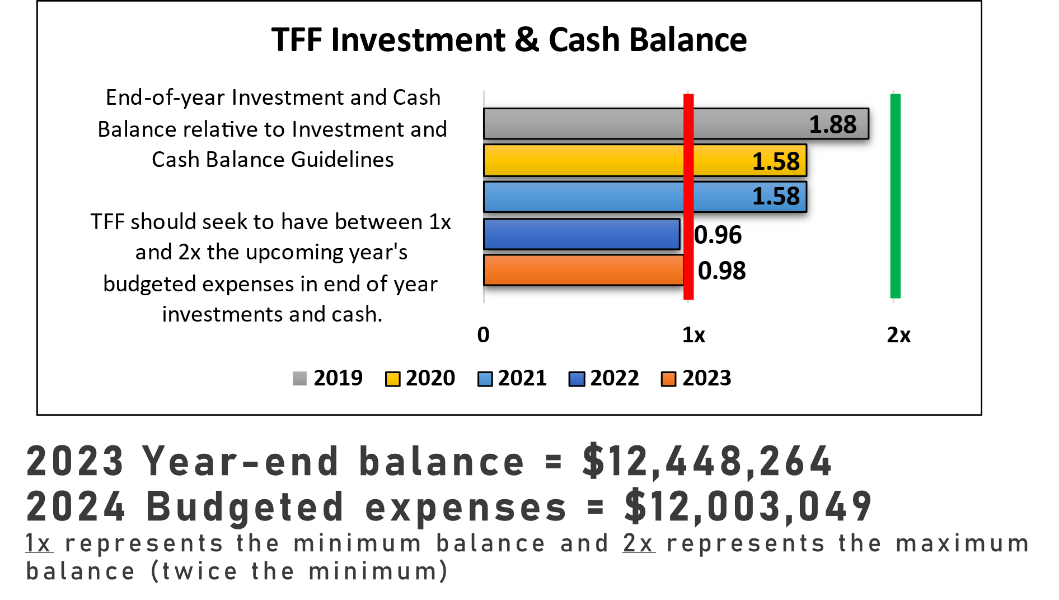 TFF Investment & Cash Balance
End-of-year Investment and Cash
Balance relative to Investment and
Cash Balance Guidelines
TFF should seek to have between 1x
and 2x the upcoming year's
budgeted expenses in end of year
investments and cash.
1.88
1.58
1.58
0.96
0.98
0 1x 2x
2019 2020 2021 2022 2023
2023 Year-end balance = $12,448,264
2024 Budgeted expenses = $12,003,049
1x represents the minimum balance and 2x represents the maximum
balance (twice the minimum)